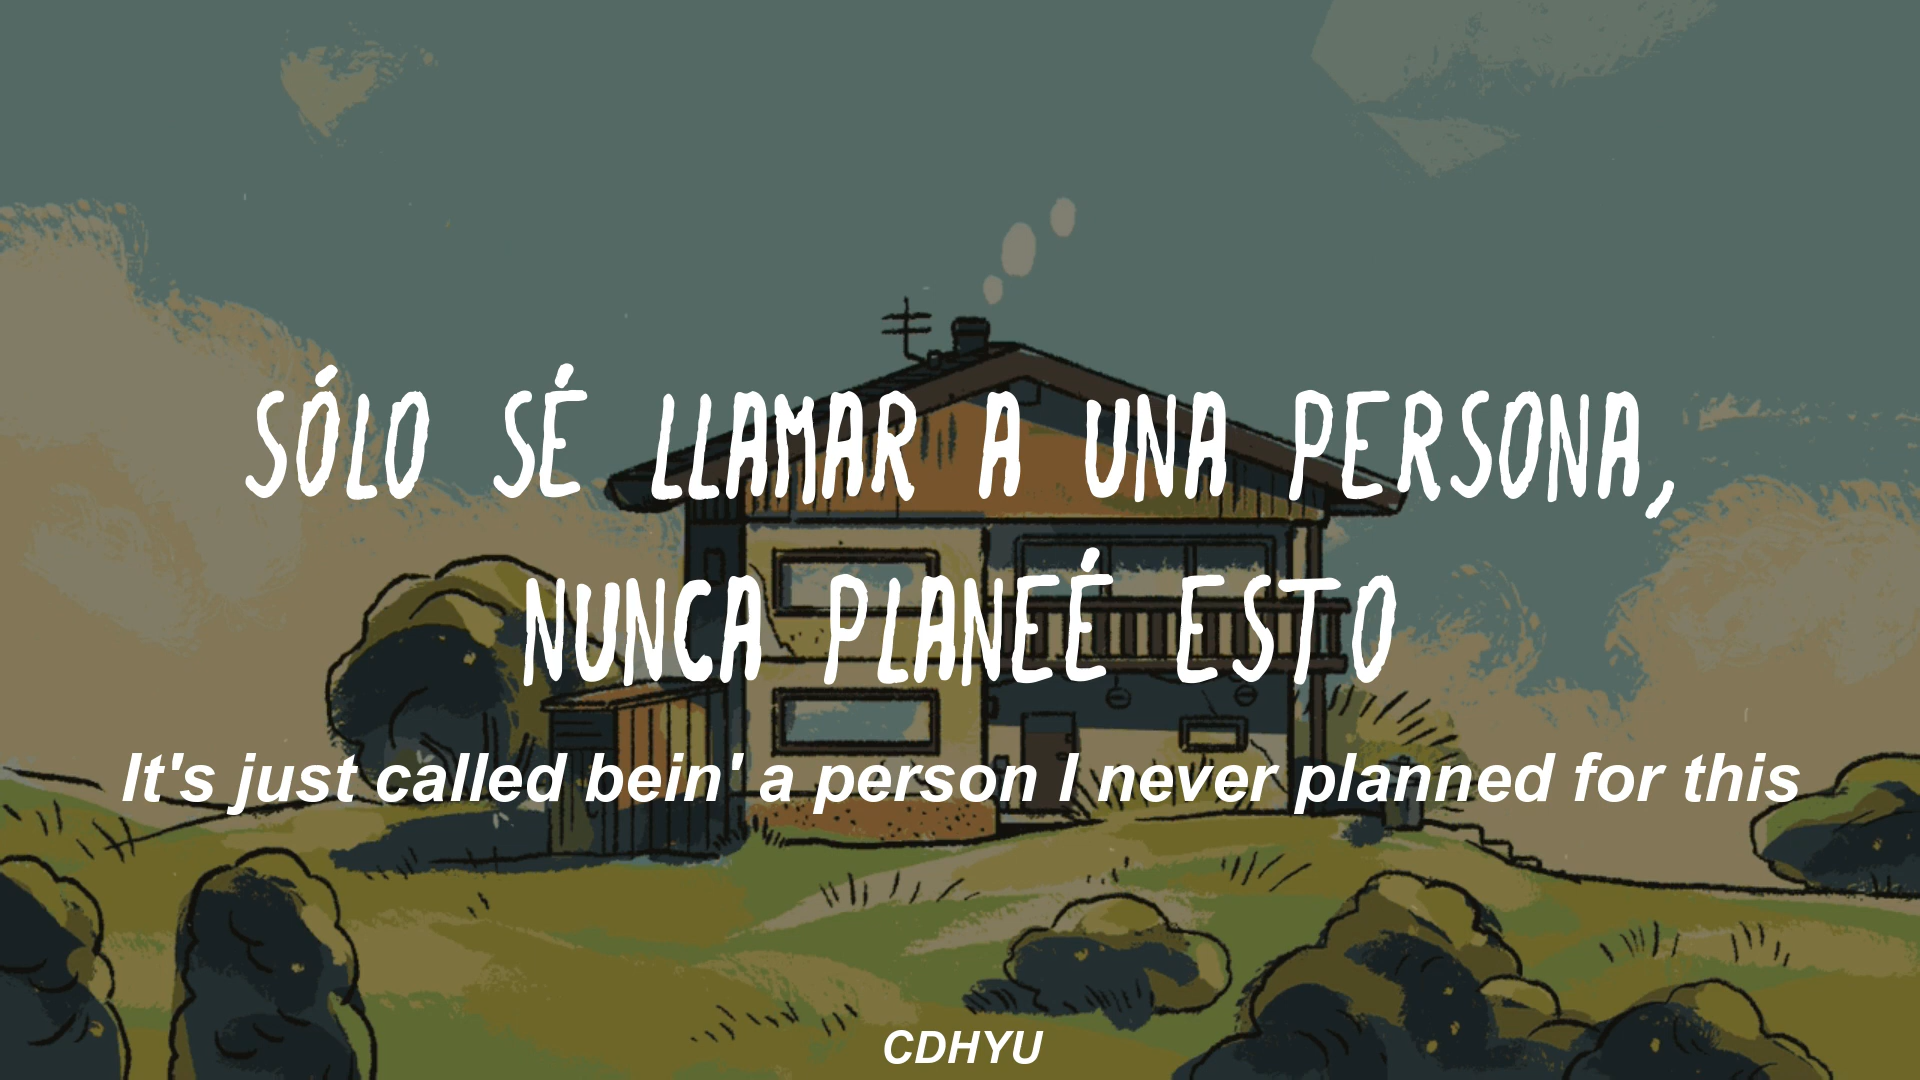 SÓLO SÉ LLAMAR A UNA PERSONA,
NUNCA PLANEÉ ESTO
It's just called bein' a person I never planned for this
CDHYU